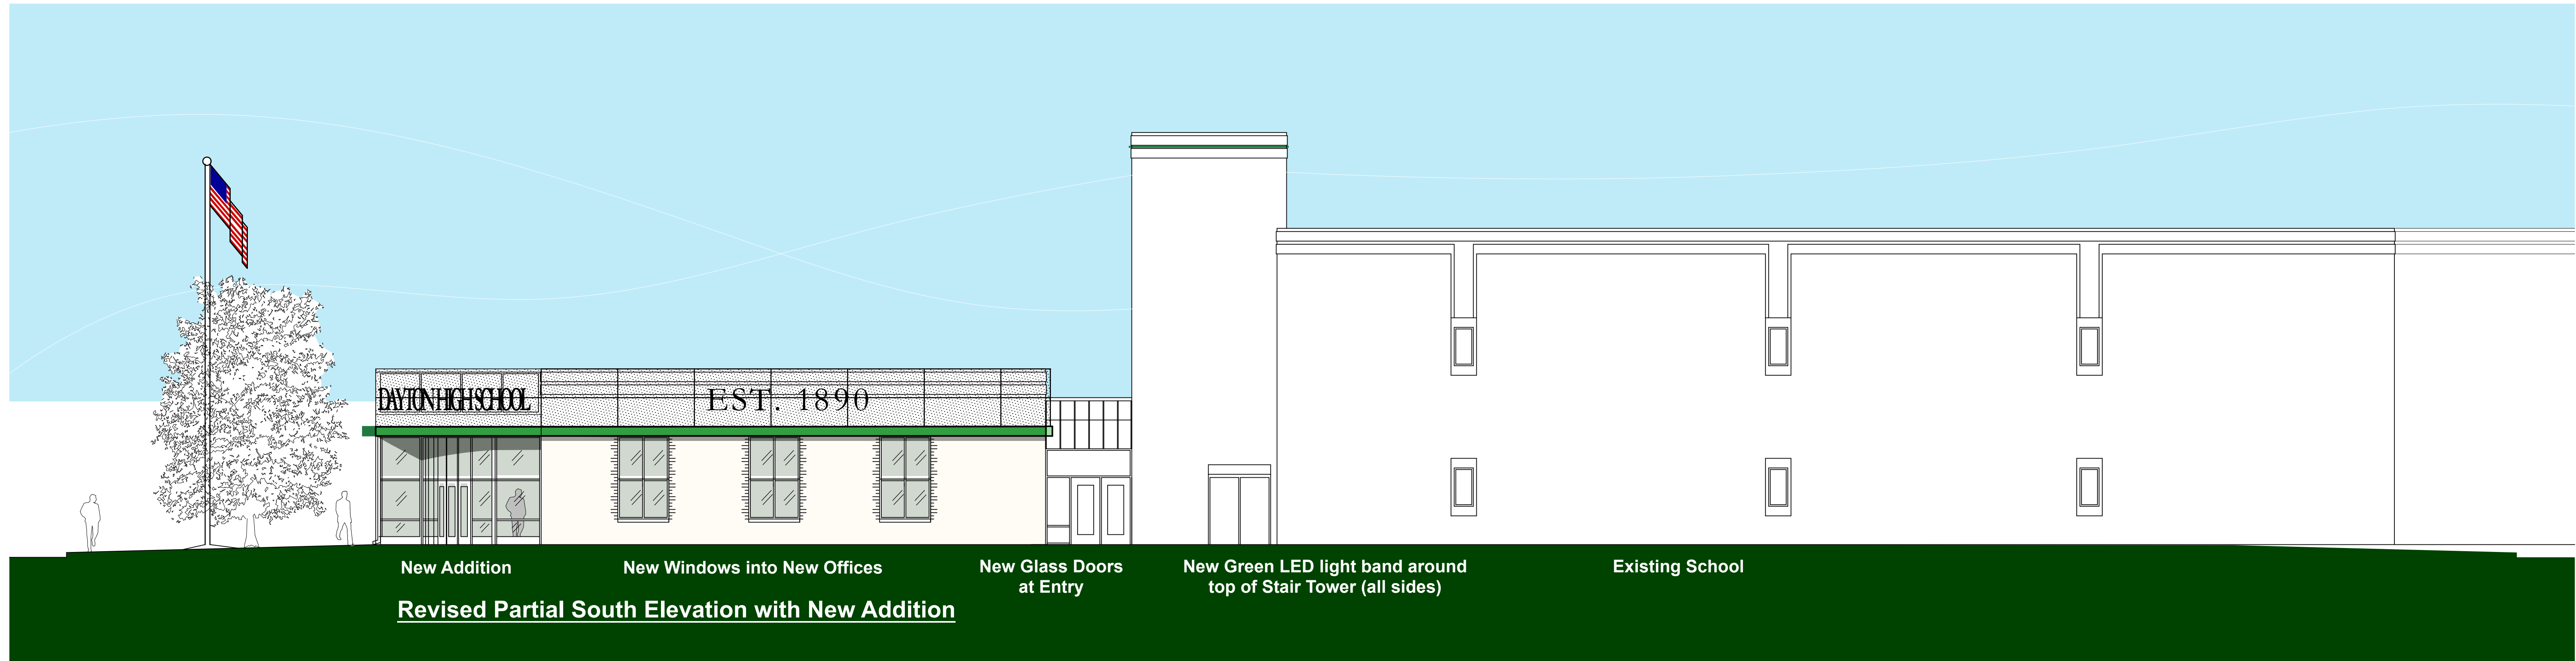 DAYTON HIGH SCHOOL
EST. 1890
New Addition
New Windows into New Offices
New Glass Doors
at Entry
New Green LED light band around
top of Stair Tower (all sides)
Existing School
Revised Partial South Elevation with New Addition